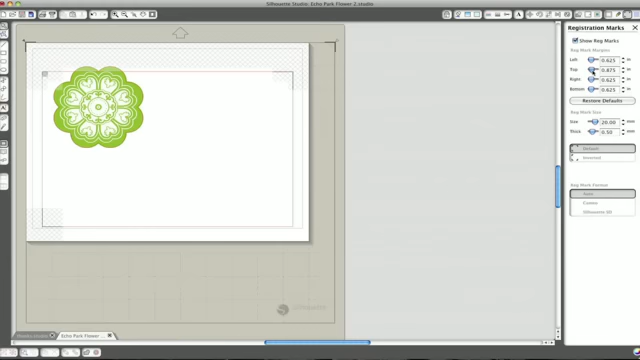 Silhouette Studio: Echo Park Flower 2.studio
Registration Marks
Show Reg Marks
Reg Mark Margins
Left 0.625 in
Top 0.875 in
Right 0.625 in
Bottom 0.625 in
Restore Defaults
Reg Mark Size
Size 20.00 mm
Thick 0.50 mm
Default
Reg Mark Format
Auto
Cameo
Silhouette SD
Echo Park Flower ...